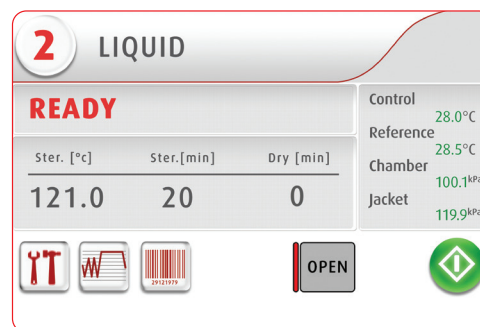 2 LIQUID
READY
Ster. [°c] Ster.[min] Dry [min]
121.0 20 0
Control
28.0°C
Reference
28.5°C
Chamber
100.1kPa
Jacket
119.9kPa
29121979
OPEN